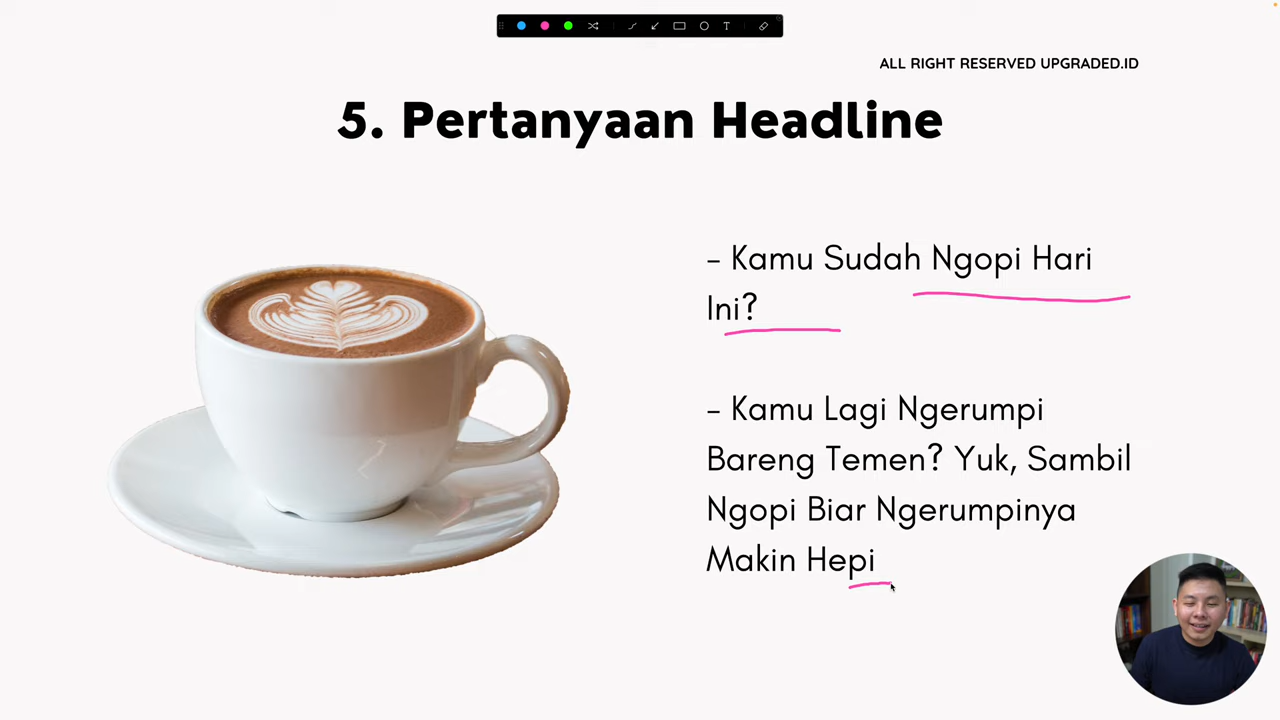 T
ALL RIGHT RESERVED UPGRADED.ID
5. Pertanyaan Headline
- Kamu Sudah Ngopi Hari
Ini?
- Kamu Lagi Ngerumpi
Bareng Temen? Yuk, Sambil
Ngopi Biar Ngerumpinya
Makin Hepi